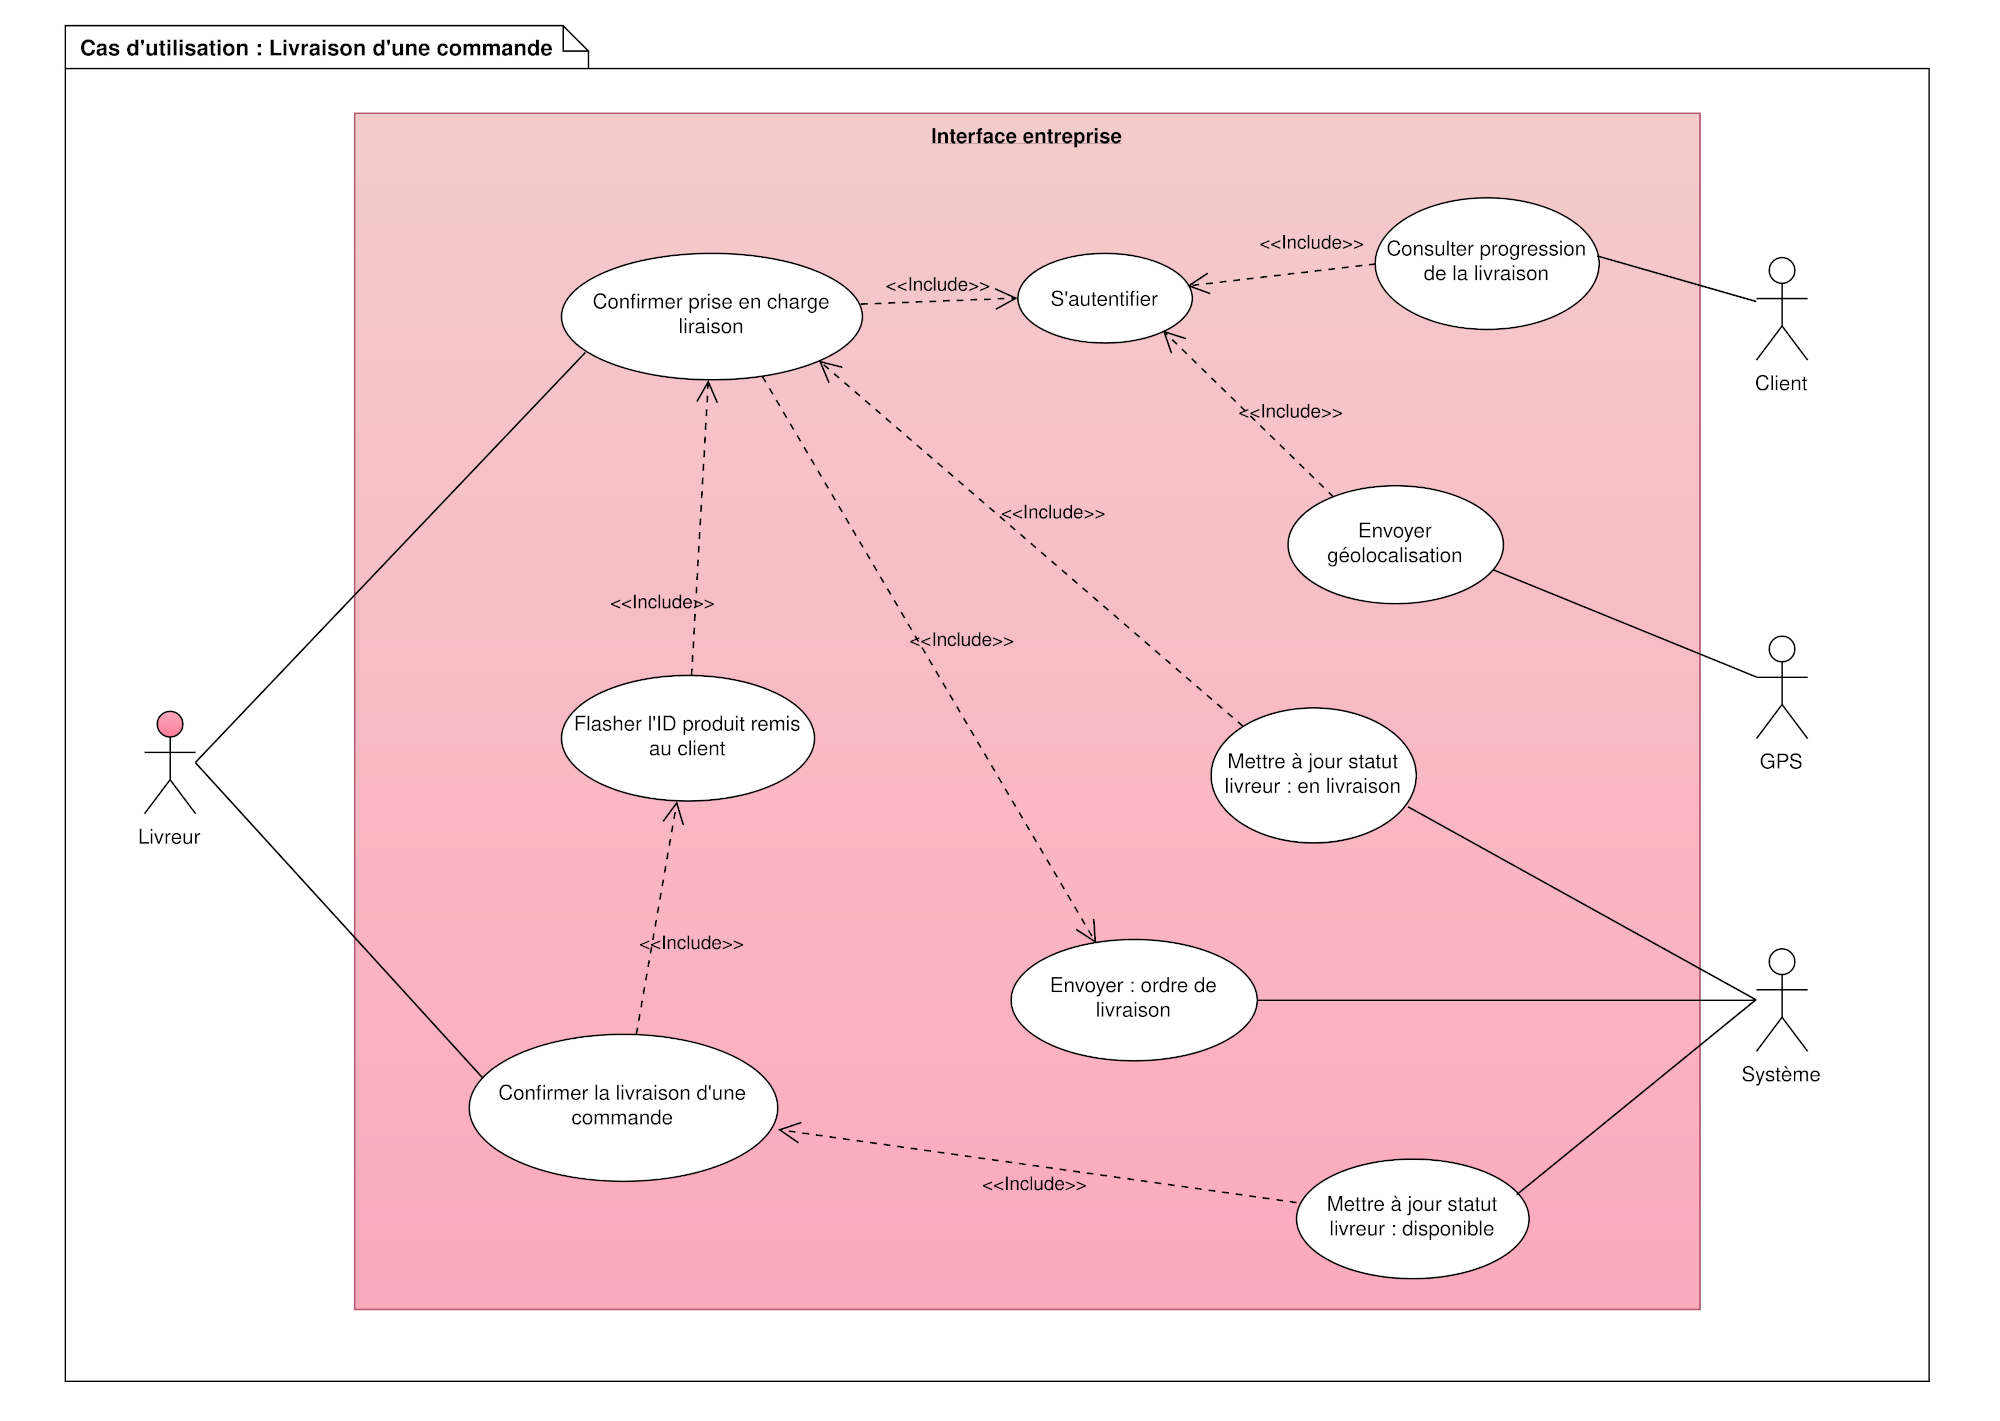 Cas d'utilisation : Livraison d'une commande
Interface entreprise
Confirmer prise en charge
liraison
<<Include>>
S'autentifier
<<Include>>
Consulter progression
de la livraison
Client
<<Include>>
<<Include>>
Envoyer
géolocalisation
<<Include>>
<<Include>>
Flasher l'ID produit remis
au client
Mettre à jour statut
livreur : en livraison
GPS
Livreur
<<Include>>
Envoyer : ordre de
livraison
Système
Confirmer la livraison d'une
commande
<<Include>>
Mettre à jour statut
livreur : disponible